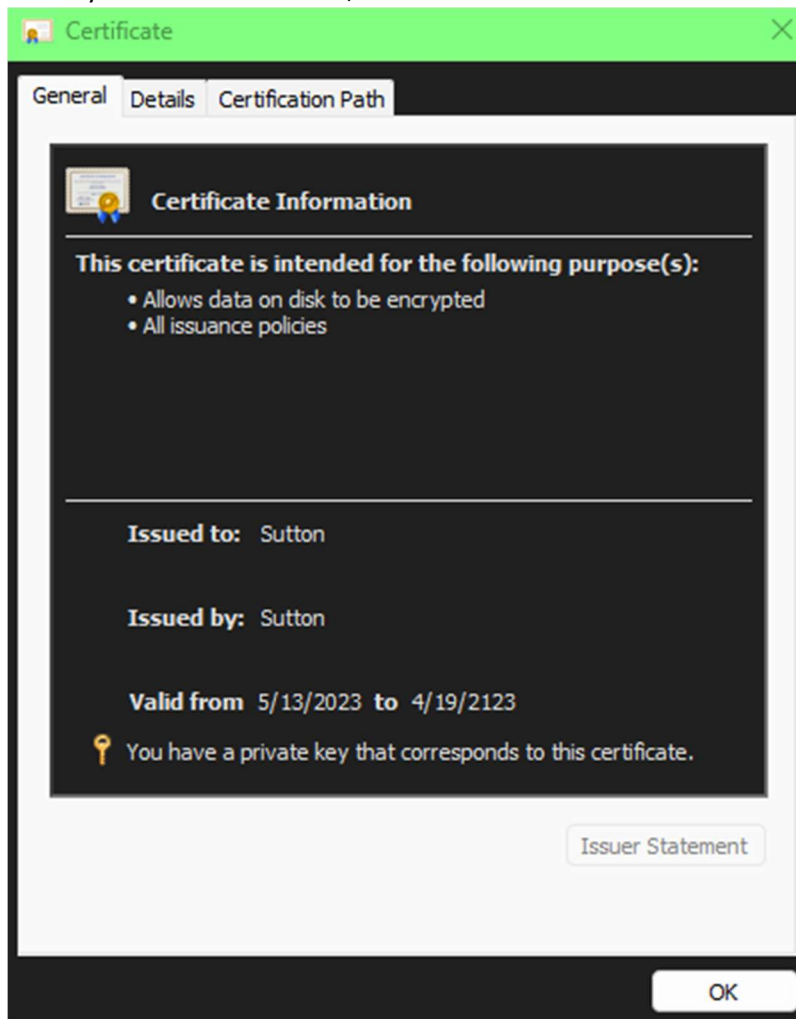 Certificate
General Details Certification Path
Certificate Information
This certificate is intended for the following purpose(s):
• Allows data on disk to be encrypted
• All issuance policies
Issued to: Sutton
Issued by: Sutton
Valid from 5/13/2023 to 4/19/2123
You have a private key that corresponds to this certificate.
Issuer Statement
OK